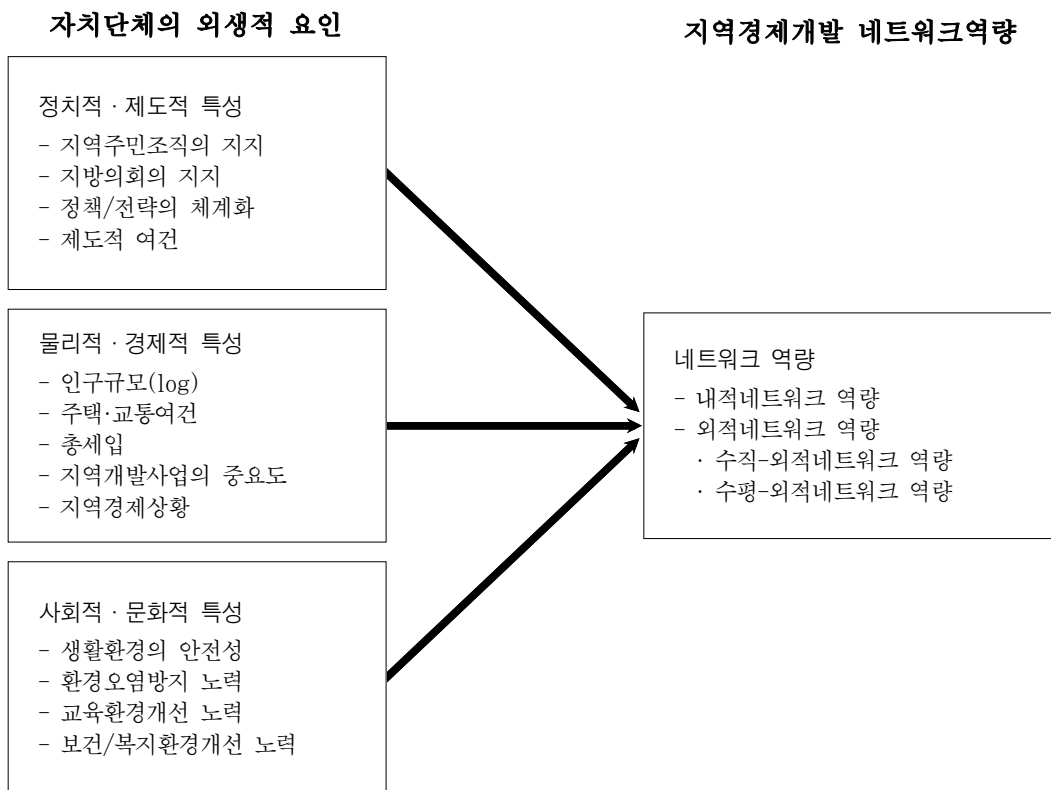 자치단체의 외생적 요인
지역경제개발 네트워크역량
정치적 · 제도적 특성
- 지역주민조직의 지지
- 지방의회의 지지
- 정책/전략의 체계화
- 제도적 여건
물리적 · 경제적 특성
- 인구규모(log)
- 주택·교통여건
- 총세입
- 지역개발사업의 중요도
- 지역경제상황
사회적 · 문화적 특성
- 생활환경의 안전성
- 환경오염방지 노력
- 교육환경개선 노력
- 보건/복지환경개선 노력
네트워크 역량
- 내적네트워크 역량
- 외적네트워크 역량
· 수직-외적네트워크 역량
· 수평-외적네트워크 역량